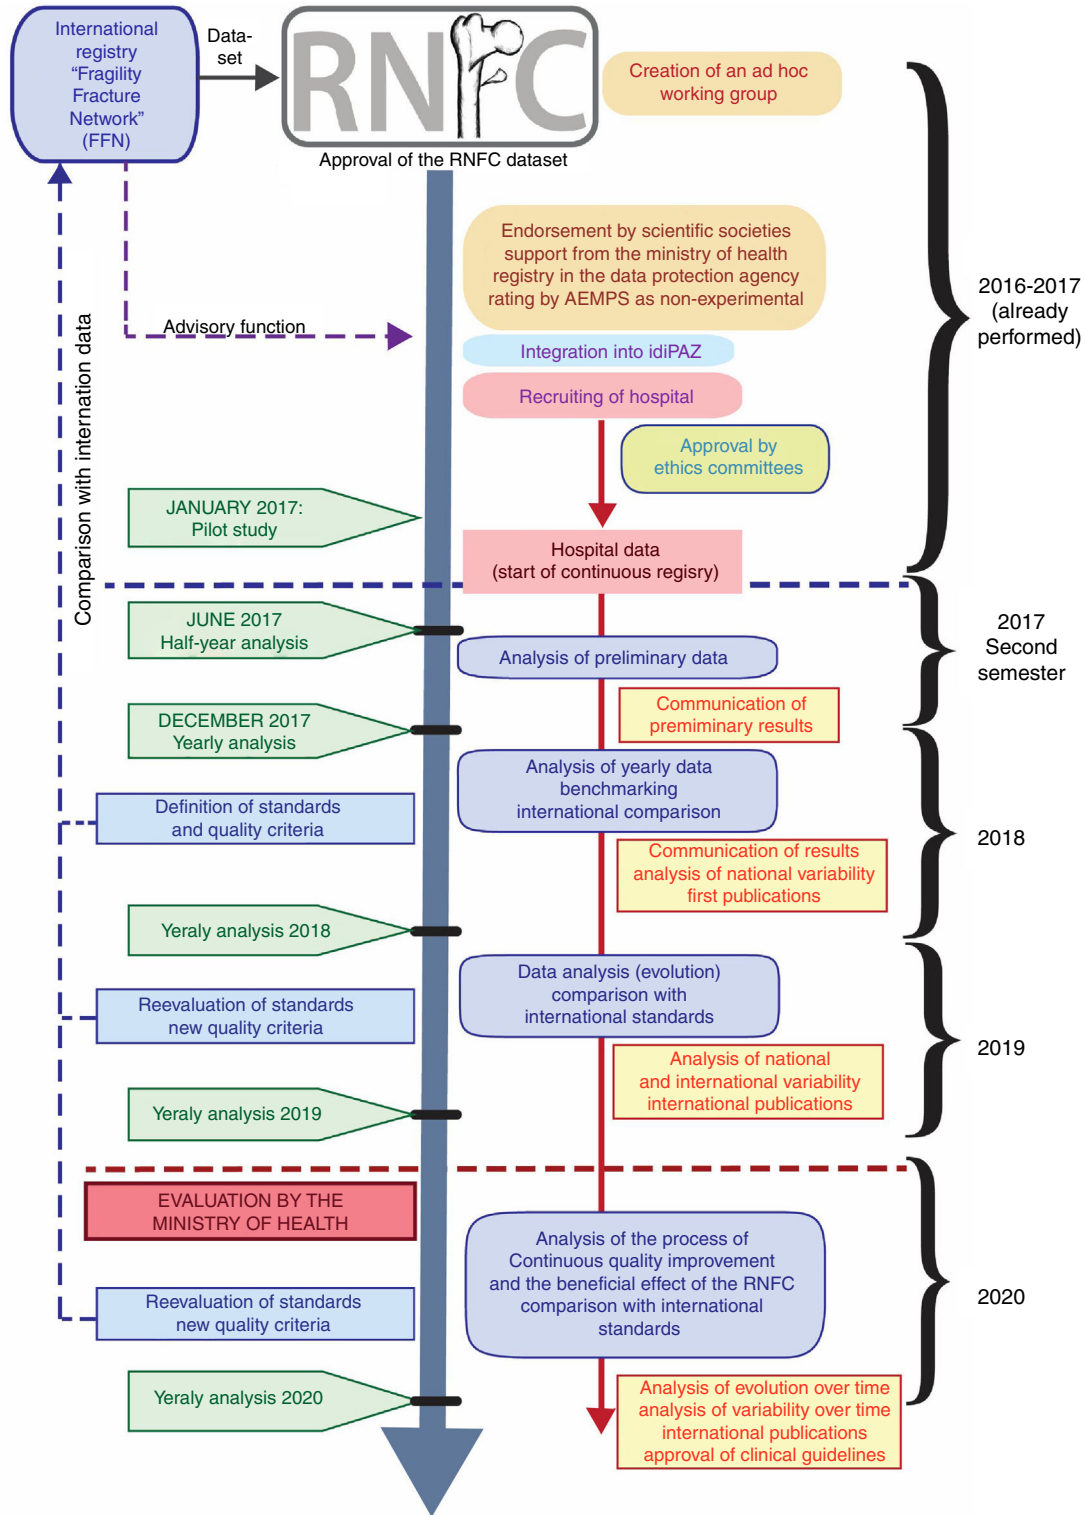 International
registry
“Fragility
Fracture
Network”
(FFN)
Data-
set
RNFC
Approval of the RNFC dataset
Creation of an ad hoc
working group
Endorsement by scientific societies
support from the ministry of health
registry in the data protection agency
rating by AEMPS as non-experimental
2016-2017
(already
performed)
Advisory function
Integration into idiPAZ
Recruiting of hospital
Approval by
ethics committees
Comparison with internation data
JANUARY 2017:
Pilot study
Hospital data
(start of continuous regisry)
JUNE 2017
Half-year analysis
Analysis of preliminary data
2017
Second
semester
Communication of
premiminary results
DECEMBER 2017
Yearly analysis
Analysis of yearly data
benchmarking
international comparison
Definition of standards
and quality criteria
2018
Communication of results
analysis of national variability
first publications
Yeraly analysis 2018
Data analysis (evolution)
comparison with
international standards
Reevaluation of standards
new quality criteria
2019
Analysis of national
and international variability
international publications
Yeraly analysis 2019
EVALUATION BY THE
MINISTRY OF HEALTH
Analysis of the process of
Continuous quality improvement
and the beneficial effect of the RNFC
comparison with international
standards
2020
Reevaluation of standards
new quality criteria
Yeraly analysis 2020
Analysis of evolution over time
analysis of variability over time
international publications
approval of clinical guidelines